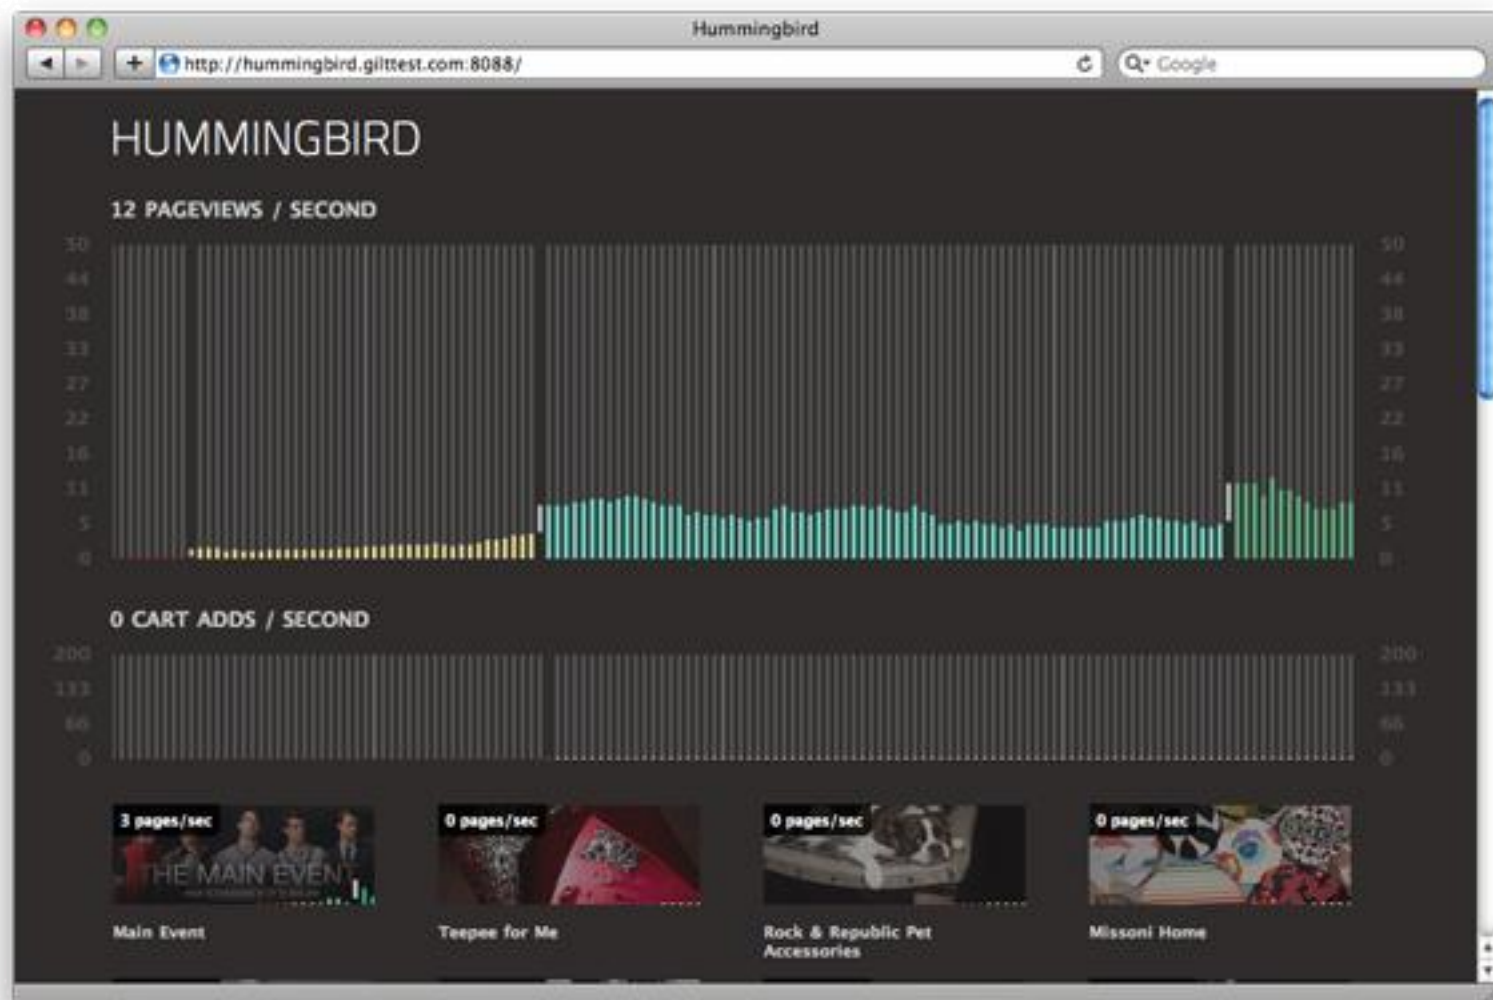 Hummingbird
http://hummingbird.gilttest.com:8088/
Google
HUMMINGBIRD
12 PAGEVIEWS / SECOND
50 50
44 44
38 38
33 33
27 27
22 22
16 16
11 11
5 5
0 0
0 CART ADDS / SECOND
200 200
133 133
66 66
0 0
3 pages/sec 0 pages/sec 0 pages/sec 0 pages/sec
THE MAIN EVENT
Main Event Teepee for Me Rock & Republic Pet Missoni Home
Accessories